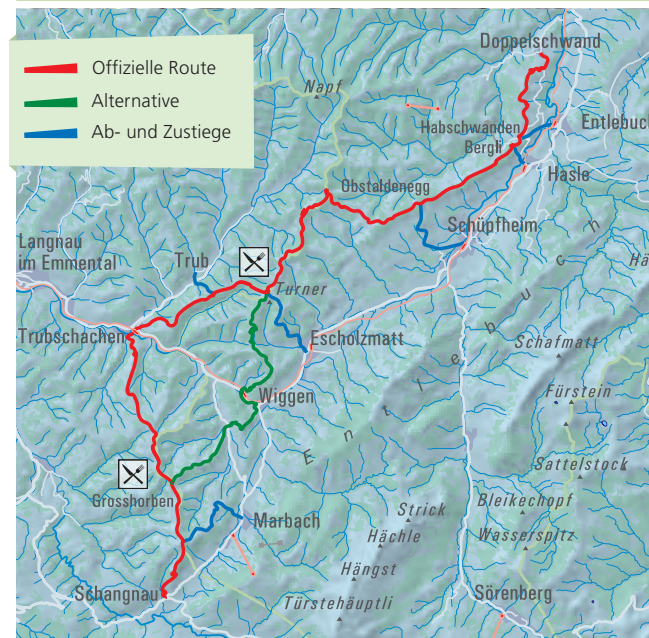 Offizielle Route
Alternative
Ab- und Zustiege
Doppelschwand
Napf
Entlebuch
Habschwanden
Bergli
Hasle
Obstaldenegg
Schüpfheim
Langnau
im Emmental
Trub
Turner
Trubschachen
Escholzmatt
Entlebuch
Schafmatt
Wiggen
Fürstein
Sattelstock
Grosshorben
Marbach
Strick
Bleikechopf
Hächle
Wasserspitz
Hängst
Schangnau
Türstehäuptli
Sörenberg